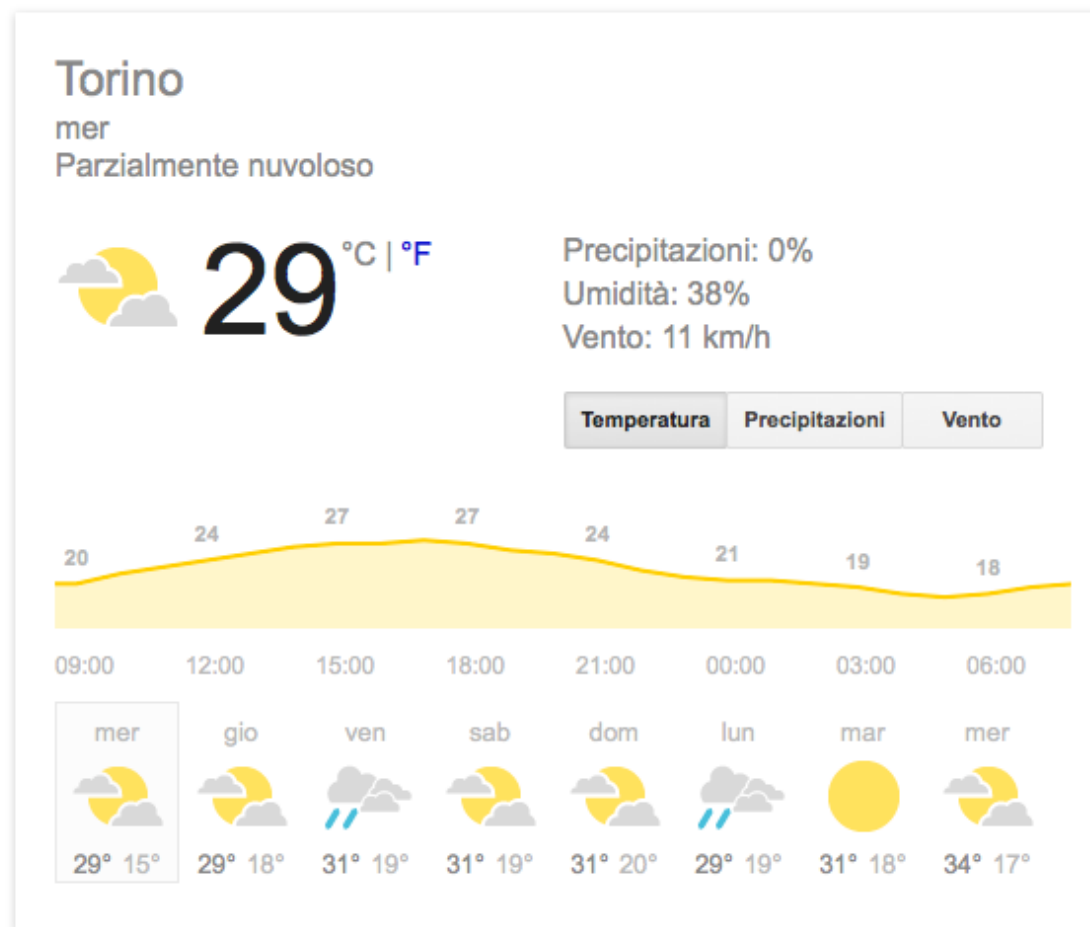 Torino
mer
Parzialmente nuvoloso
29 °C | °F
Precipitazioni: 0%
Umidità: 38%
Vento: 11 km/h
Temperatura Precipitazioni Vento
20 24 27 27 24 21 19 18
09:00 12:00 15:00 18:00 21:00 00:00 03:00 06:00
mer gio ven sab dom lun mar mer
29° 15° 29° 18° 31° 19° 31° 19° 31° 20° 29° 19° 31° 18° 34° 17°